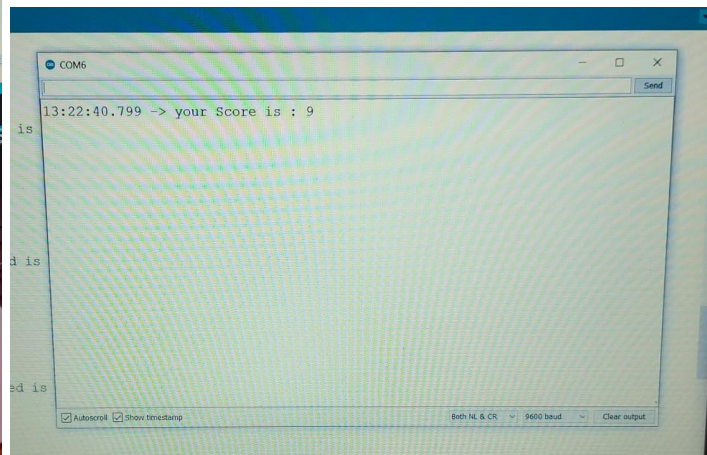 COM6
Send
13:22:40.799 -> your Score is : 9
is
d is
ed is
Autoscroll Show timestamp Both NL & CR 9600 baud Clear output